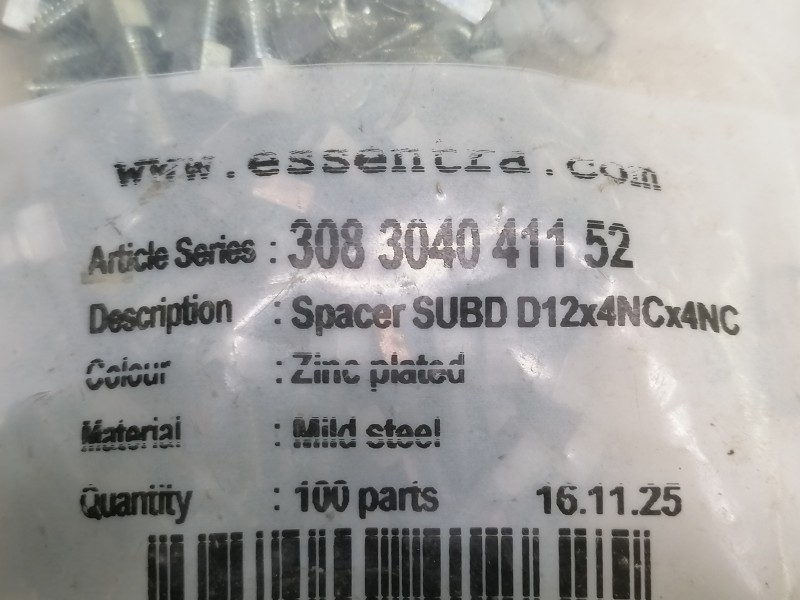 www.essentra.com
Article Series : 308 3040 411 52
Description : Spacer SUBD D12x4NCx4NC
Colour : Zinc plated
Material : Mild steel
Quantity : 100 parts 16.11.25